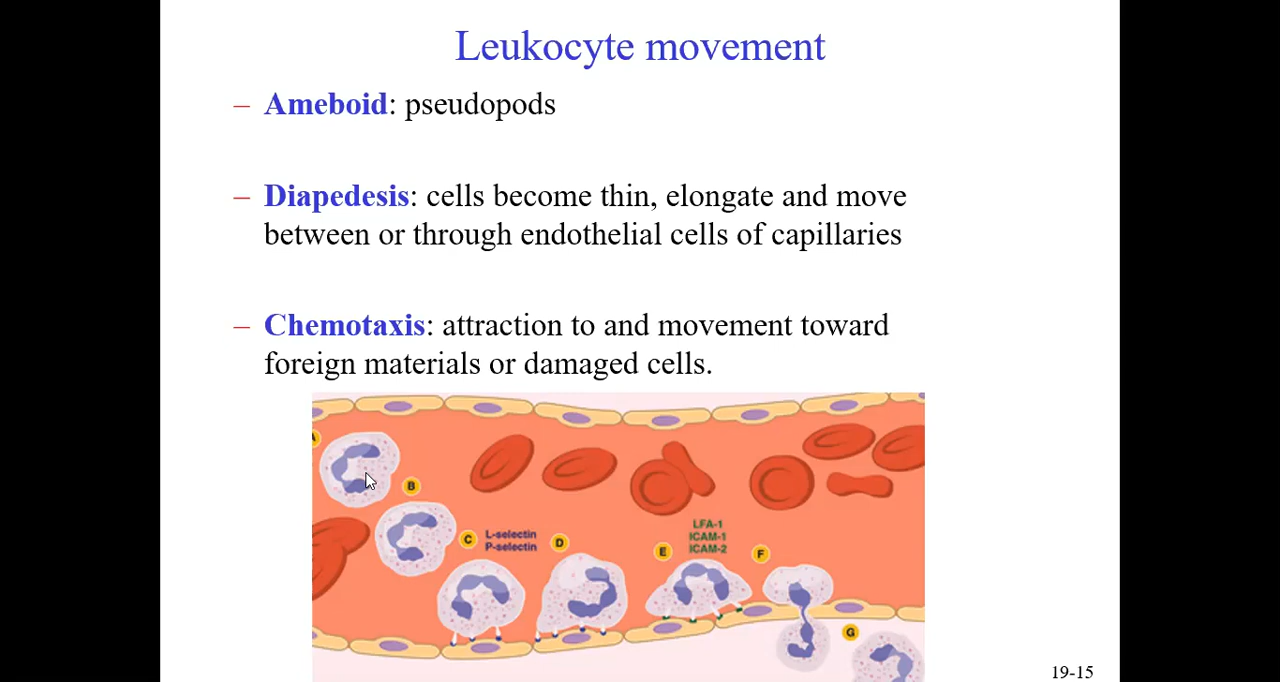 Leukocyte movement
– Ameboid: pseudopods
– Diapedesis: cells become thin, elongate and move
between or through endothelial cells of capillaries
– Chemotaxis: attraction to and movement toward
foreign materials or damaged cells.
A
B
C
L-selectin
P-selectin
D
E
LFA-1
ICAM-1
ICAM-2
F
G
19-15